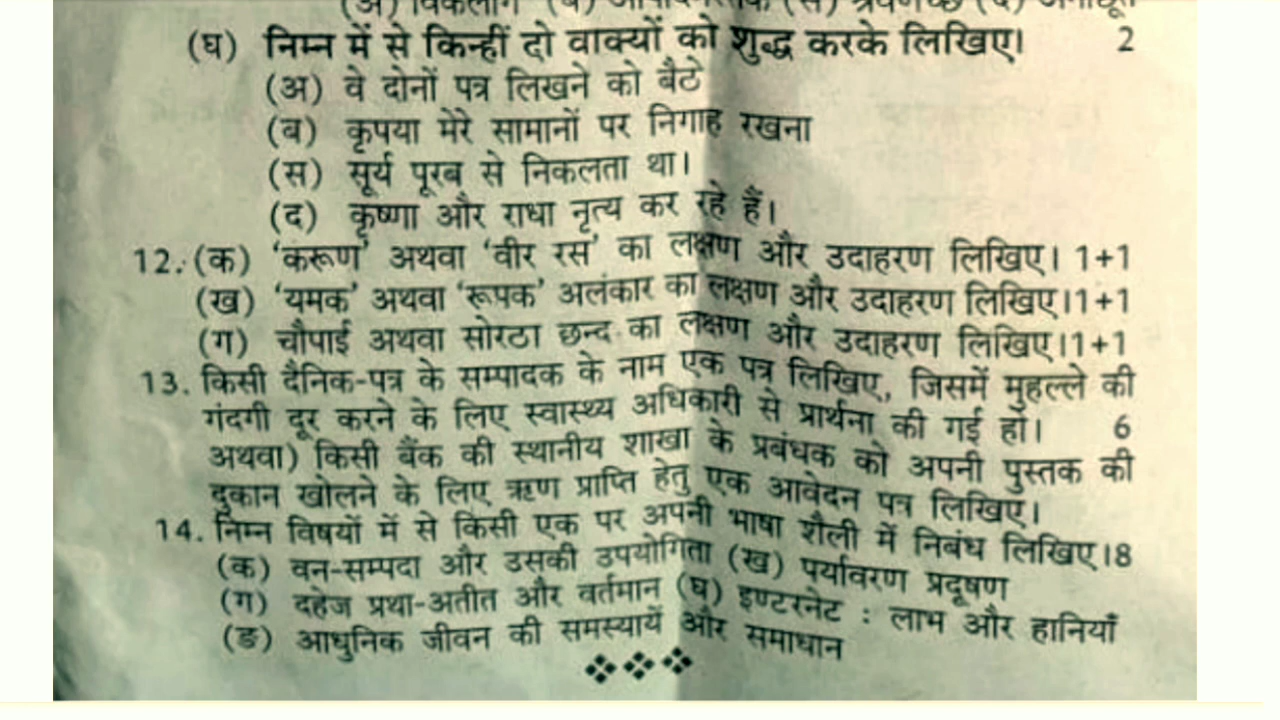 (अ) विकलांग (ब) (स) (द)
(घ) निम्न में से किन्हीं दो वाक्यों को शुद्ध करके लिखिए। 2
(अ) वे दोनों पत्र लिखने को बैठे
(ब) कृपया मेरे सामानों पर निगाह रखना
(स) सूर्य पूरब से निकलता था।
(द) कृष्णा और राधा नृत्य कर रहे हैं।
12. (क) ‘करूण’ अथवा ‘वीर रस’ का लक्षण और उदाहरण लिखिए। 1+1
(ख) ‘यमक’ अथवा ‘रूपक’ अलंकार का लक्षण और उदाहरण लिखिए।1+1
(ग) चौपाई अथवा सोरठा छन्द का लक्षण और उदाहरण लिखिए।1+1
13. किसी दैनिक-पत्र के सम्पादक के नाम एक पत्र लिखिए, जिसमें मुहल्ले की
गंदगी दूर करने के लिए स्वास्थ्य अधिकारी से प्रार्थना की गई हो। 6
अथवा) किसी बैंक की स्थानीय शाखा के प्रबंधक को अपनी पुस्तक की
दुकान खोलने के लिए ऋण प्राप्ति हेतु एक आवेदन पत्र लिखिए।
14. निम्न विषयों में से किसी एक पर अपनी भाषा शैली में निबंध लिखिए।8
(क) वन-सम्पदा और उसकी उपयोगिता (ख) पर्यावरण प्रदूषण
(ग) दहेज प्रथा-अतीत और वर्तमान (घ) इण्टरनेट : लाभ और हानियाँ
(ङ) आधुनिक जीवन की समस्यायें और समाधान